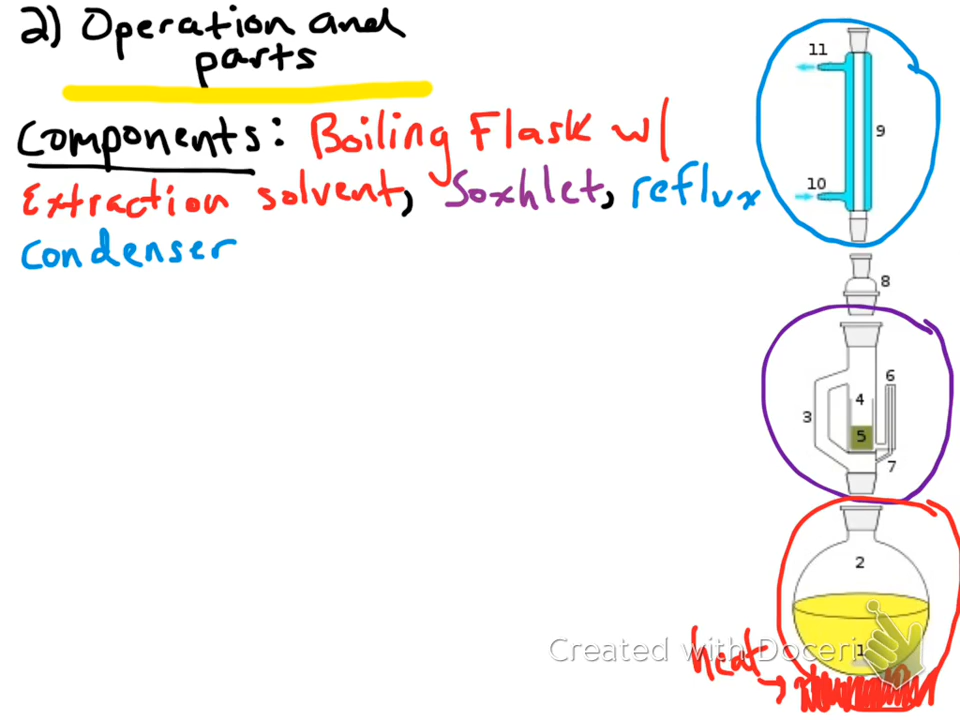 2) Operation and
parts
Components: Boiling Flask w/
Extraction solvent, Soxhlet, reflux
condenser
11
9
10
8
6
4
3
5
7
2
1
Created with Doceri
heat